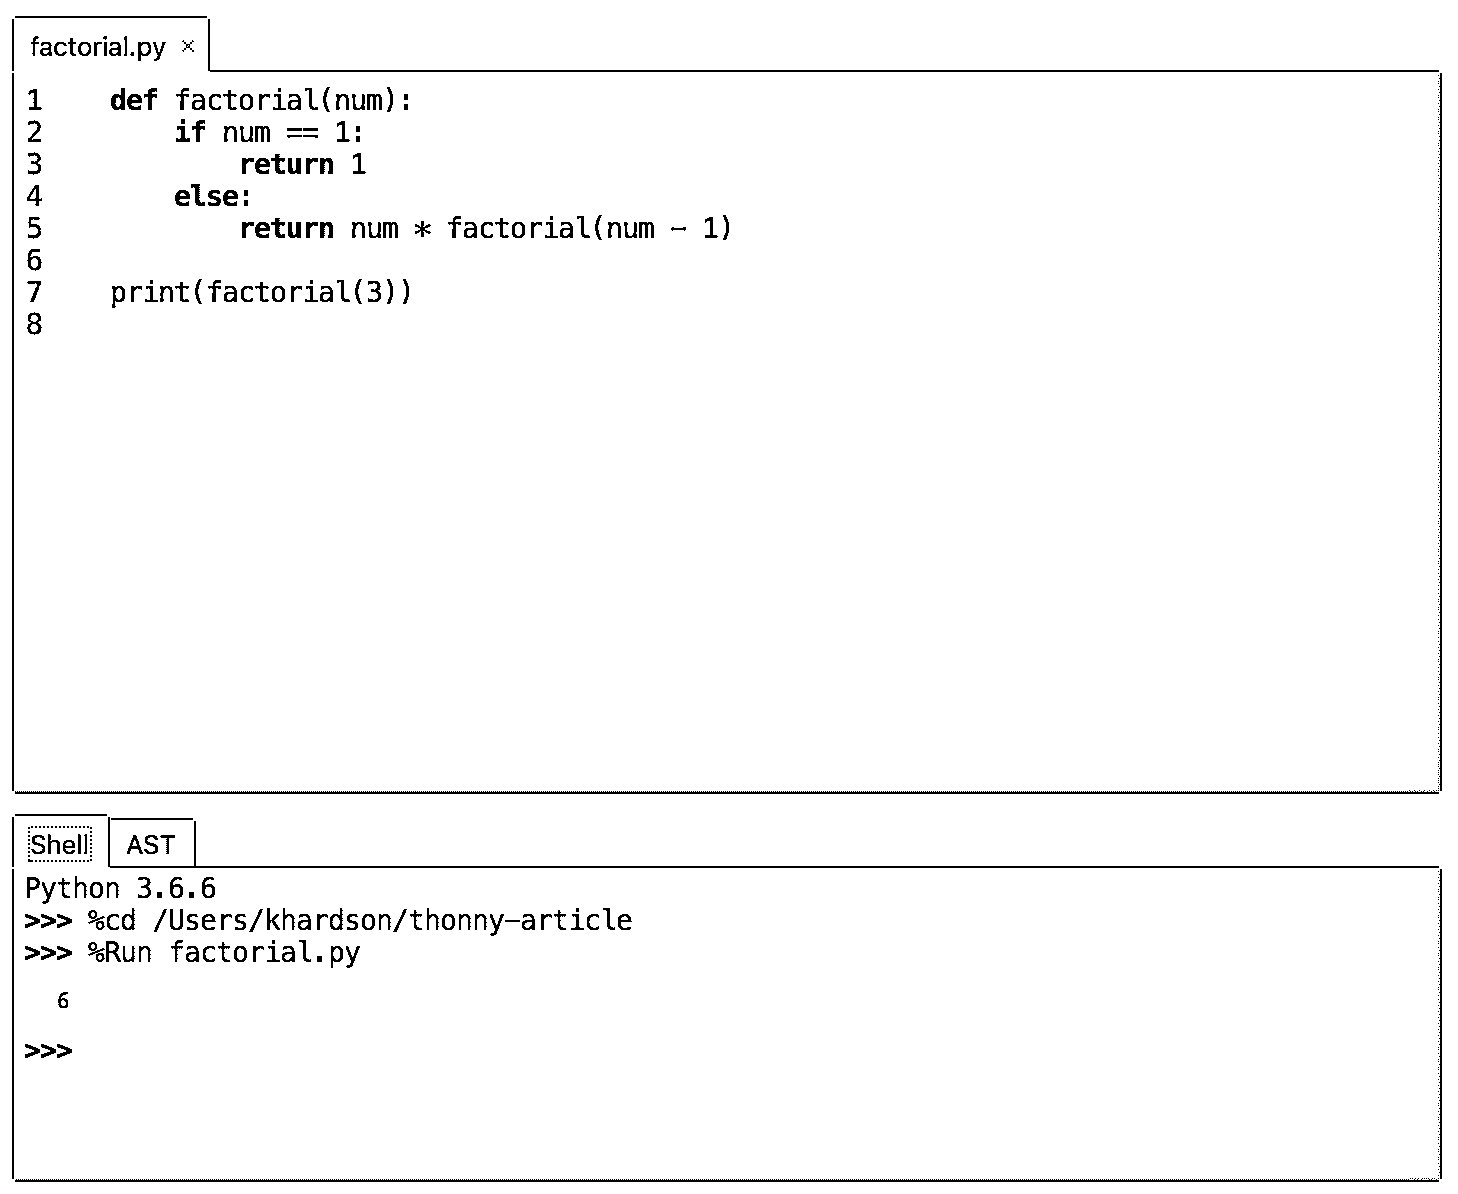 factorial.py ×
1    def factorial(num):
2        if num == 1:
3            return 1
4        else:
5            return num * factorial(num - 1)
6
7    print(factorial(3))
8
Shell AST
Python 3.6.6
>>> %cd /Users/khardson/thonny-article
>>> %Run factorial.py
6
>>>